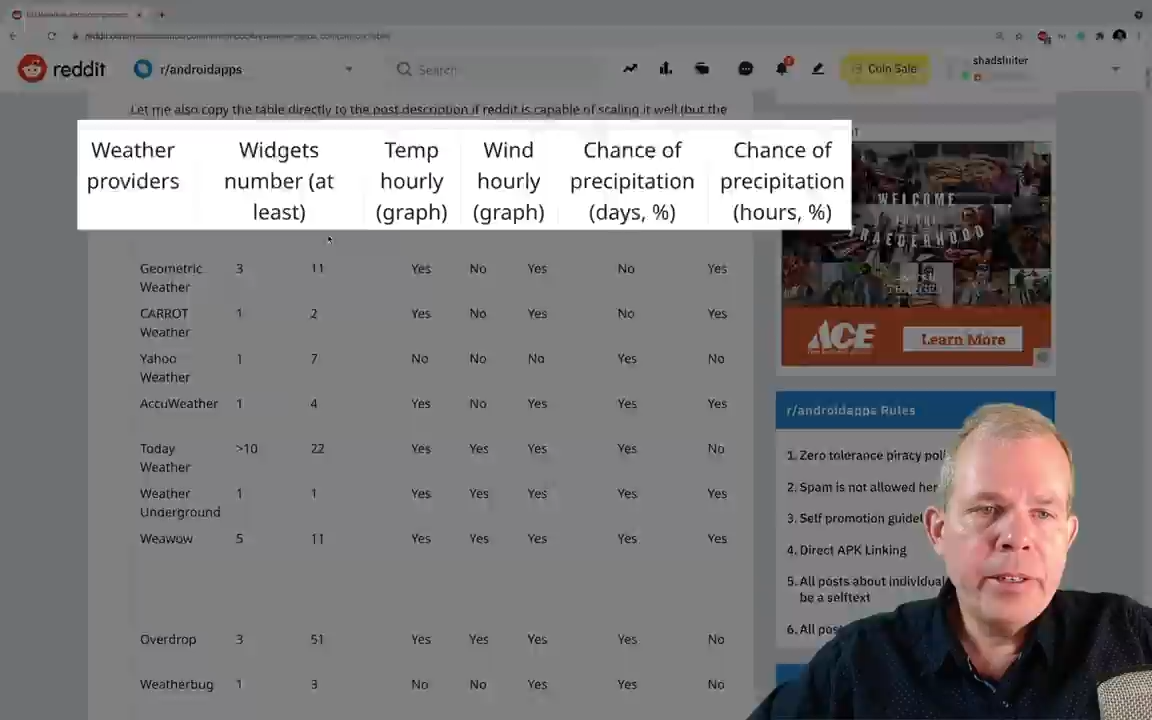 reddit
r/androidapps
Search
Coin Sale
shadsluiter
Let me also copy the table directly to the post description if reddit is capable of scaling it well (but the
Weather providers
Widgets number (at least)
Temp hourly (graph)
Wind hourly (graph)
Chance of precipitation (days, %)
Chance of precipitation (hours, %)
Geometric Weather 3 11 Yes No Yes No Yes
CARROT Weather 1 2 Yes No Yes No Yes
Yahoo Weather 1 7 No No No Yes No
AccuWeather 1 4 Yes No Yes Yes Yes
Today Weather >10 22 Yes Yes Yes Yes No
Weather Underground 1 1 Yes Yes Yes Yes Yes
Weawow 5 11 Yes Yes Yes Yes Yes
Overdrop 3 51 Yes Yes Yes Yes No
Weatherbug 1 3 No No Yes Yes No
WELCOME
TO THE
TRAEGERHOOD
ACE
Learn More
r/androidapps Rules
1. Zero tolerance piracy poli
2. Spam is not allowed her
3. Self promotion guidel
4. Direct APK Linking
5. All posts about individual
be a selftext
6. All pos